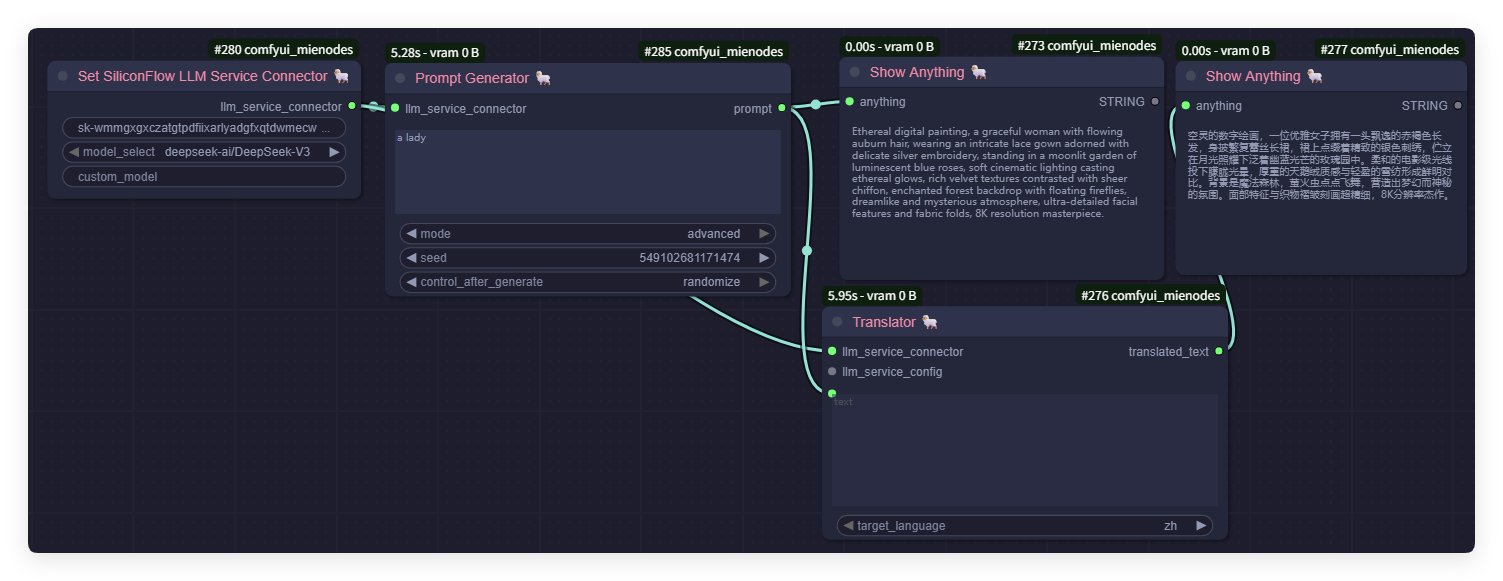 #280 comfyui_mienodes
Set SiliconFlow LLM Service Connector
llm_service_connector
sk-wmmgxgxczatgtpdfiixarlyadgfxqtdwmecw ...
model_select deepseek-ai/DeepSeek-V3
custom_model
5.28s - vram 0 B
#285 comfyui_mienodes
Prompt Generator
llm_service_connector
prompt
a lady
mode advanced
seed 549102681171474
control_after_generate randomize
0.00s - vram 0 B
#273 comfyui_mienodes
Show Anything
anything
STRING
Ethereal digital painting, a graceful woman with flowing
auburn hair, wearing an intricate lace gown adorned with
delicate silver embroidery, standing in a moonlit garden of
luminescent blue roses, soft cinematic lighting casting
ethereal glows, rich velvet textures contrasted with sheer
chiffon, enchanted forest backdrop with floating fireflies,
dreamlike and mysterious atmosphere, ultra-detailed facial
features and fabric folds, 8K resolution masterpiece.
0.00s - vram 0 B
#277 comfyui_mienodes
Show Anything
anything
STRING
空灵的数字绘画，一位优雅女子拥有一头飘逸的赤褐色长
发，身披繁复蕾丝长裙，裙上点缀着精致的银色刺绣，伫立
在月光照耀下泛着幽蓝光芒的玫瑰园中。柔和的电影级光线
投下朦胧光晕，厚重的天鹅绒质感与轻盈的雪纺形成鲜明对
比。背景是魔法森林，萤火虫点点飞舞，营造出梦幻而神秘
的氛围。面部特征与织物褶皱刻画超精细，8K分辨率杰作。
5.95s - vram 0 B
#276 comfyui_mienodes
Translator
llm_service_connector
translated_text
llm_service_config
text
target_language zh